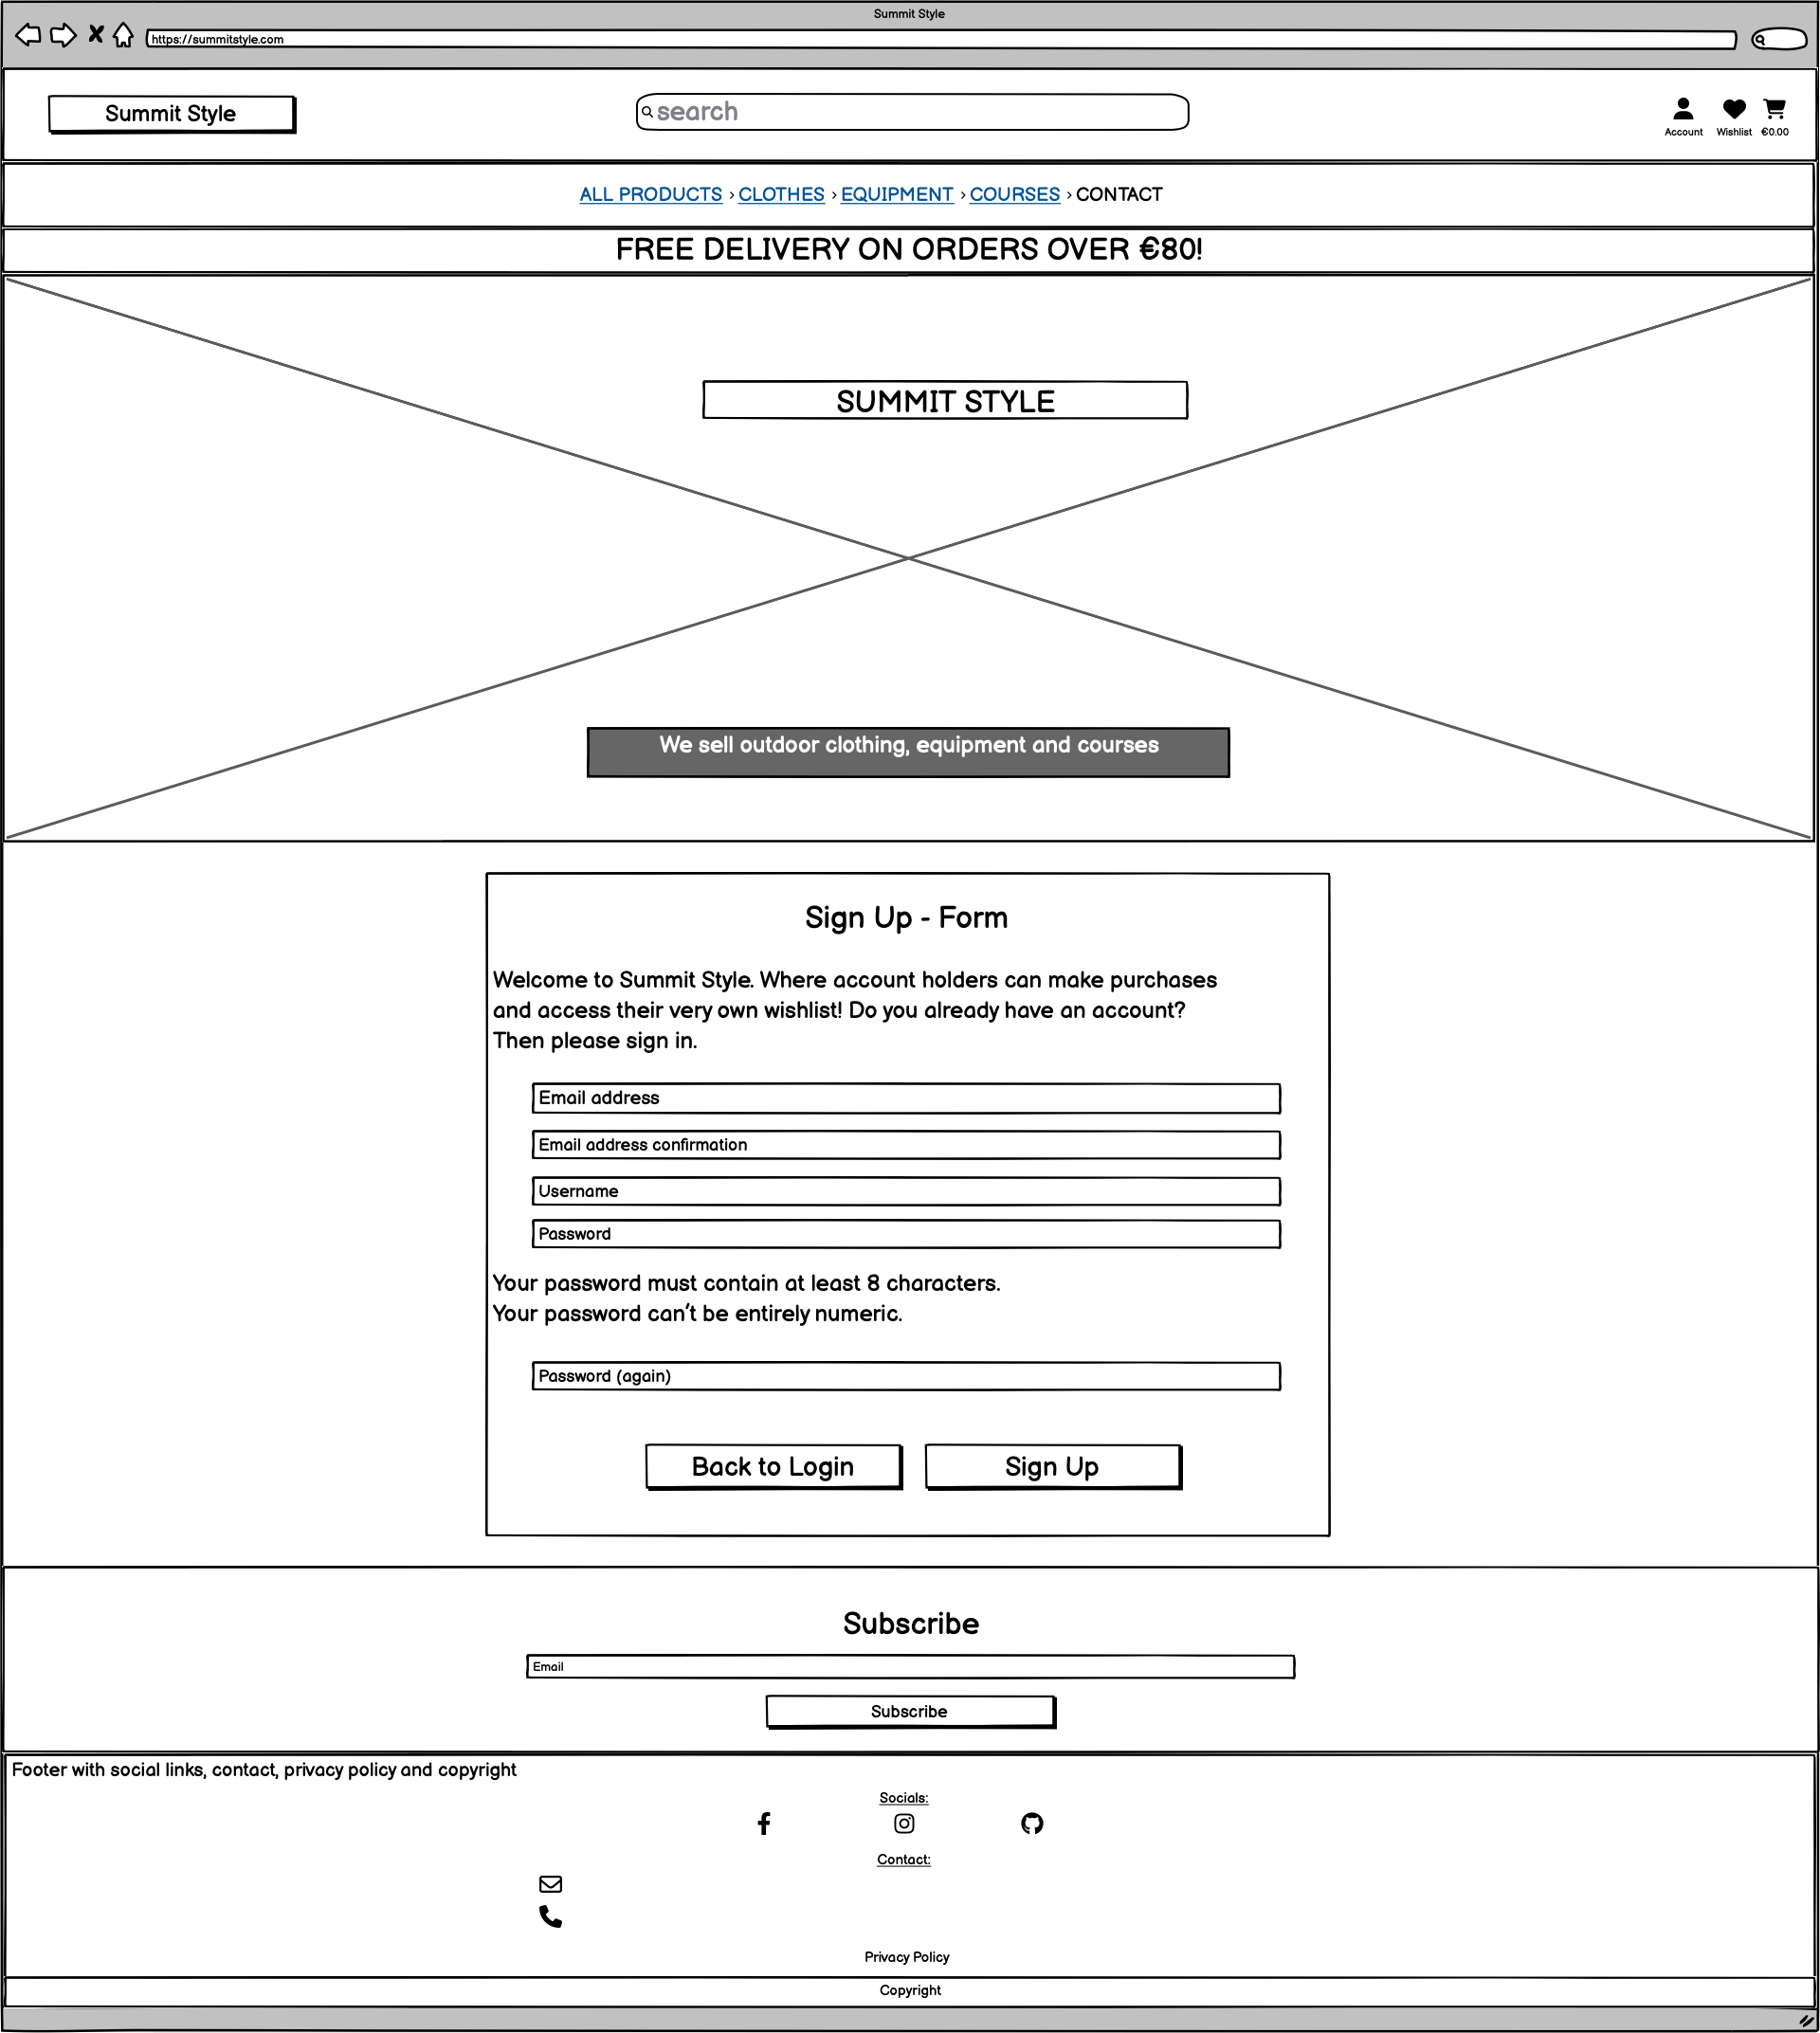 Summit Style
https://summitstyle.com
Summit Style
search
Account Wishlist €0.00
ALL PRODUCTS > CLOTHES > EQUIPMENT > COURSES > CONTACT
FREE DELIVERY ON ORDERS OVER €80!
SUMMIT STYLE
We sell outdoor clothing, equipment and courses
Sign Up - Form
Welcome to Summit Style. Where account holders can make purchases
and access their very own wishlist! Do you already have an account?
Then please sign in.
Email address
Email address confirmation
Username
Password
Your password must contain at least 8 characters.
Your password can't be entirely numeric.
Password (again)
Back to Login Sign Up
Subscribe
Email
Subscribe
Footer with social links, contact, privacy policy and copyright
Socials:
Contact:
Privacy Policy
Copyright